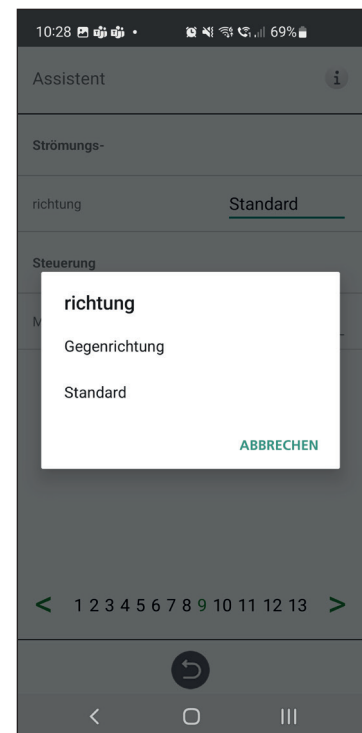 10:28 69%
Assistent i
Strömungs-
richtung Standard
Steuerung
M
richtung
Gegenrichtung
Standard
ABBRECHEN
< 1 2 3 4 5 6 7 8 9 10 11 12 13 >